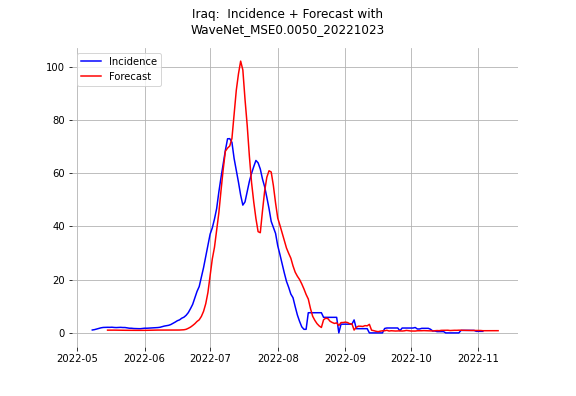 Iraq:  Incidence + Forecast with
WaveNet_MSE0.0050_20221023
Incidence
Forecast
100
80
60
40
20
0
2022-05 2022-06 2022-07 2022-08 2022-09 2022-10 2022-11